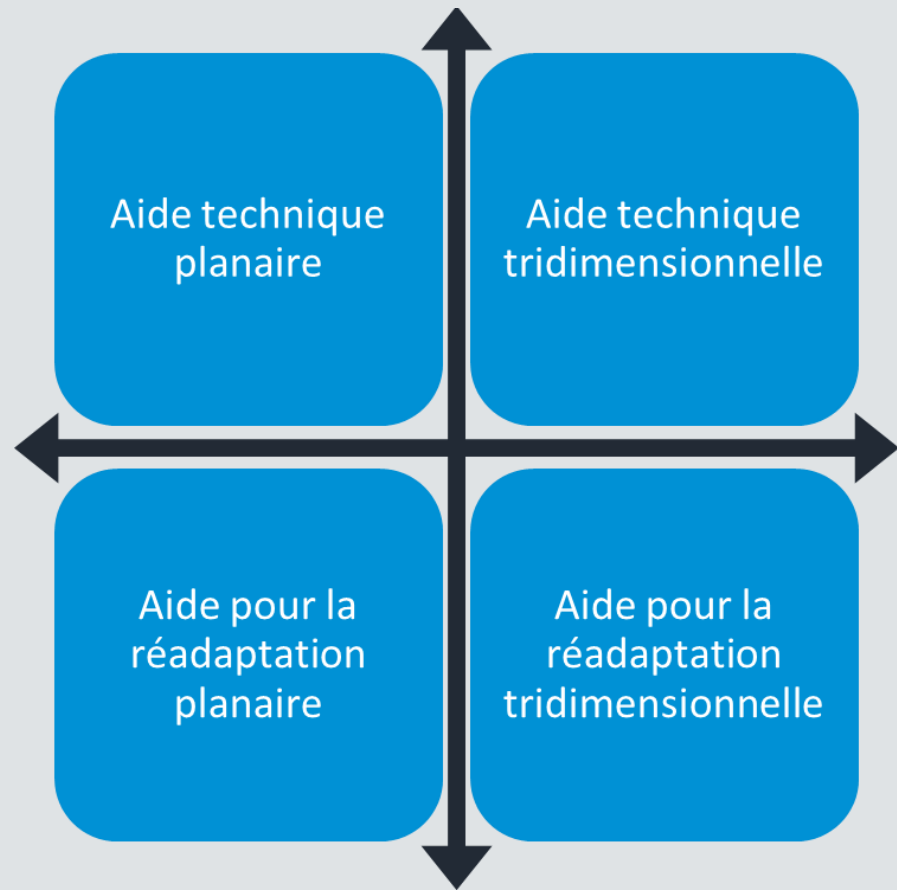 Aide technique
planaire
Aide technique
tridimensionnelle
Aide pour la
réadaptation
planaire
Aide pour la
réadaptation
tridimensionnelle